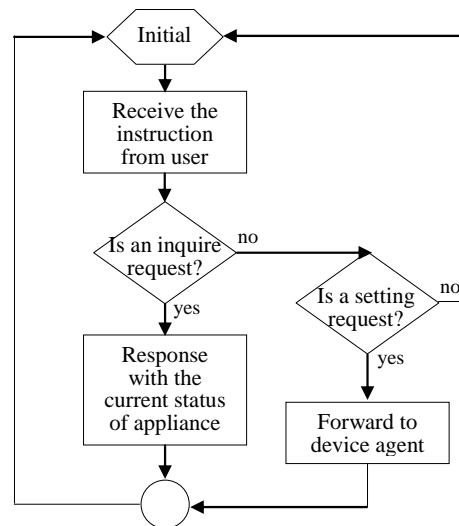 Initial
Receive the
instruction
from user
Is an inquire
request?
no
yes
Is a setting
request?
no
yes
Response
with the
current status
of appliance
Forward to
device agent